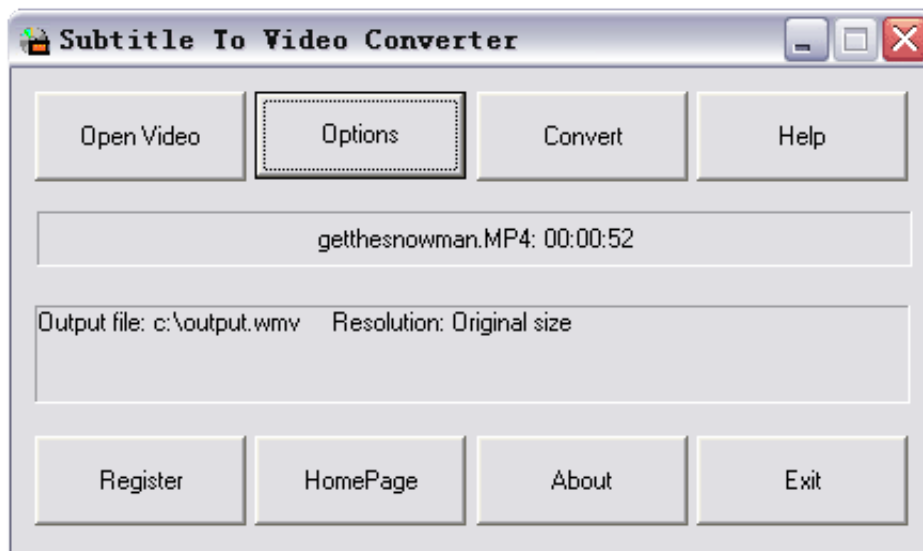 Subtitle To Video Converter
Open Video Options Convert Help
getthesnowman.MP4: 00:00:52
Output file: c:\output.wmv Resolution: Original size
Register HomePage About Exit